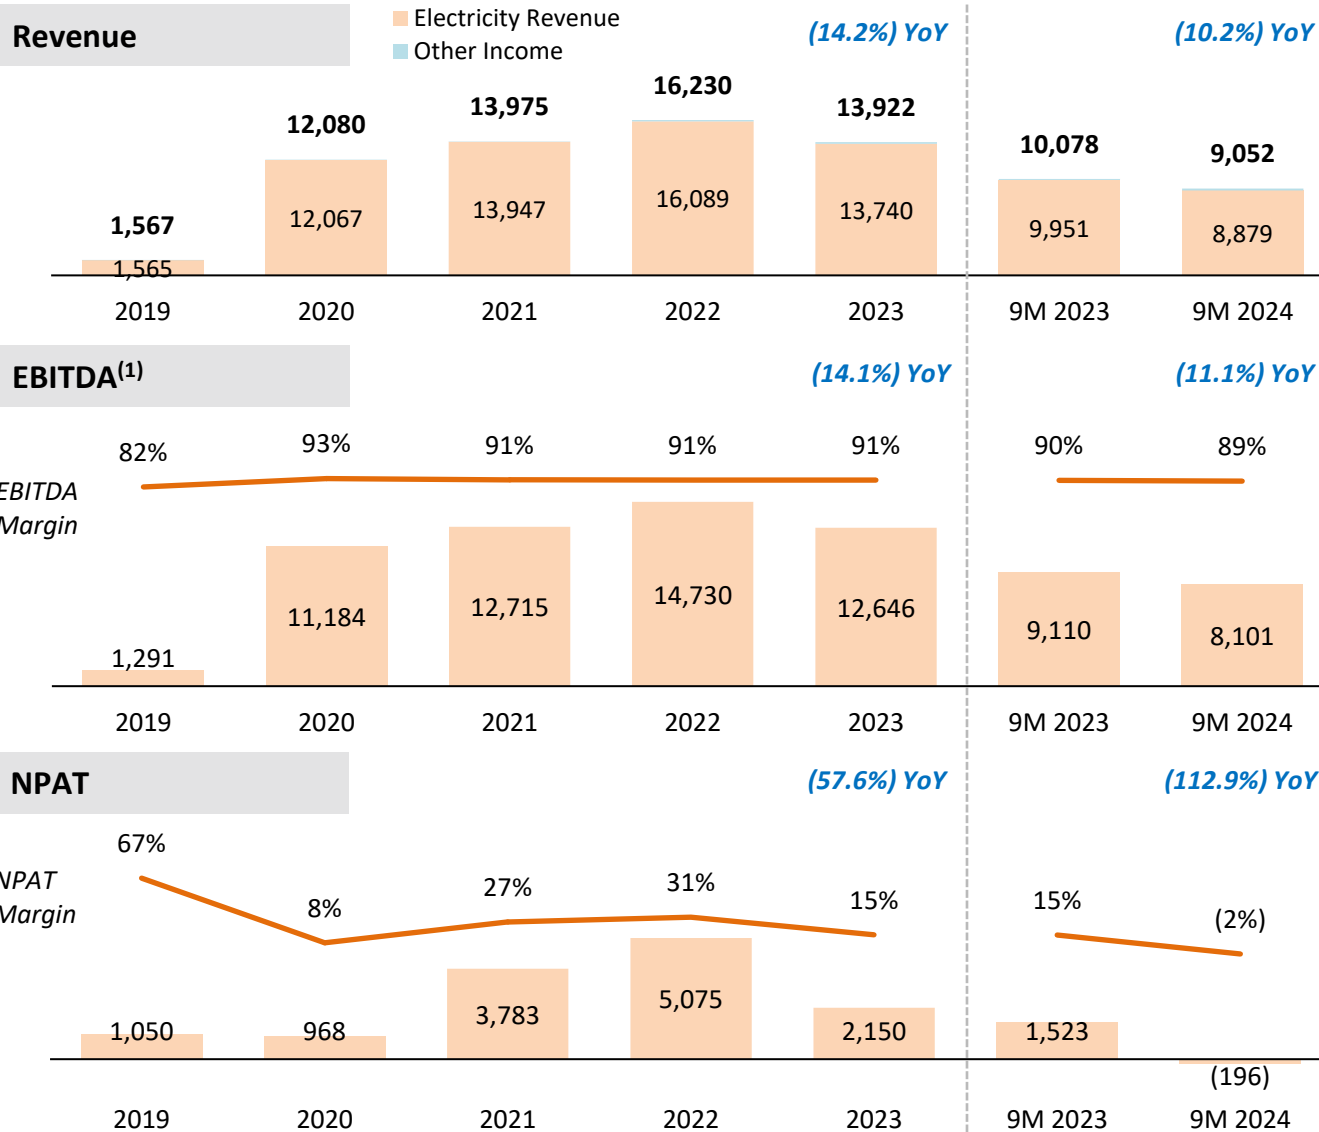 Revenue
Electricity Revenue
Other Income
(14.2%) YoY
(10.2%) YoY
1,567
12,080
13,975
16,230
13,922
10,078
9,052
1,565
12,067
13,947
16,089
13,740
9,951
8,879
2019 2020 2021 2022 2023 9M 2023 9M 2024
EBITDA(1)
(14.1%) YoY
(11.1%) YoY
EBITDA
Margin
82% 93% 91% 91% 91% 90% 89%
1,291
11,184
12,715
14,730
12,646
9,110
8,101
2019 2020 2021 2022 2023 9M 2023 9M 2024
NPAT
(57.6%) YoY
(112.9%) YoY
NPAT
Margin
67% 8% 27% 31% 15% 15% (2%)
1,050
968
3,783
5,075
2,150
1,523
(196)
2019 2020 2021 2022 2023 9M 2023 9M 2024